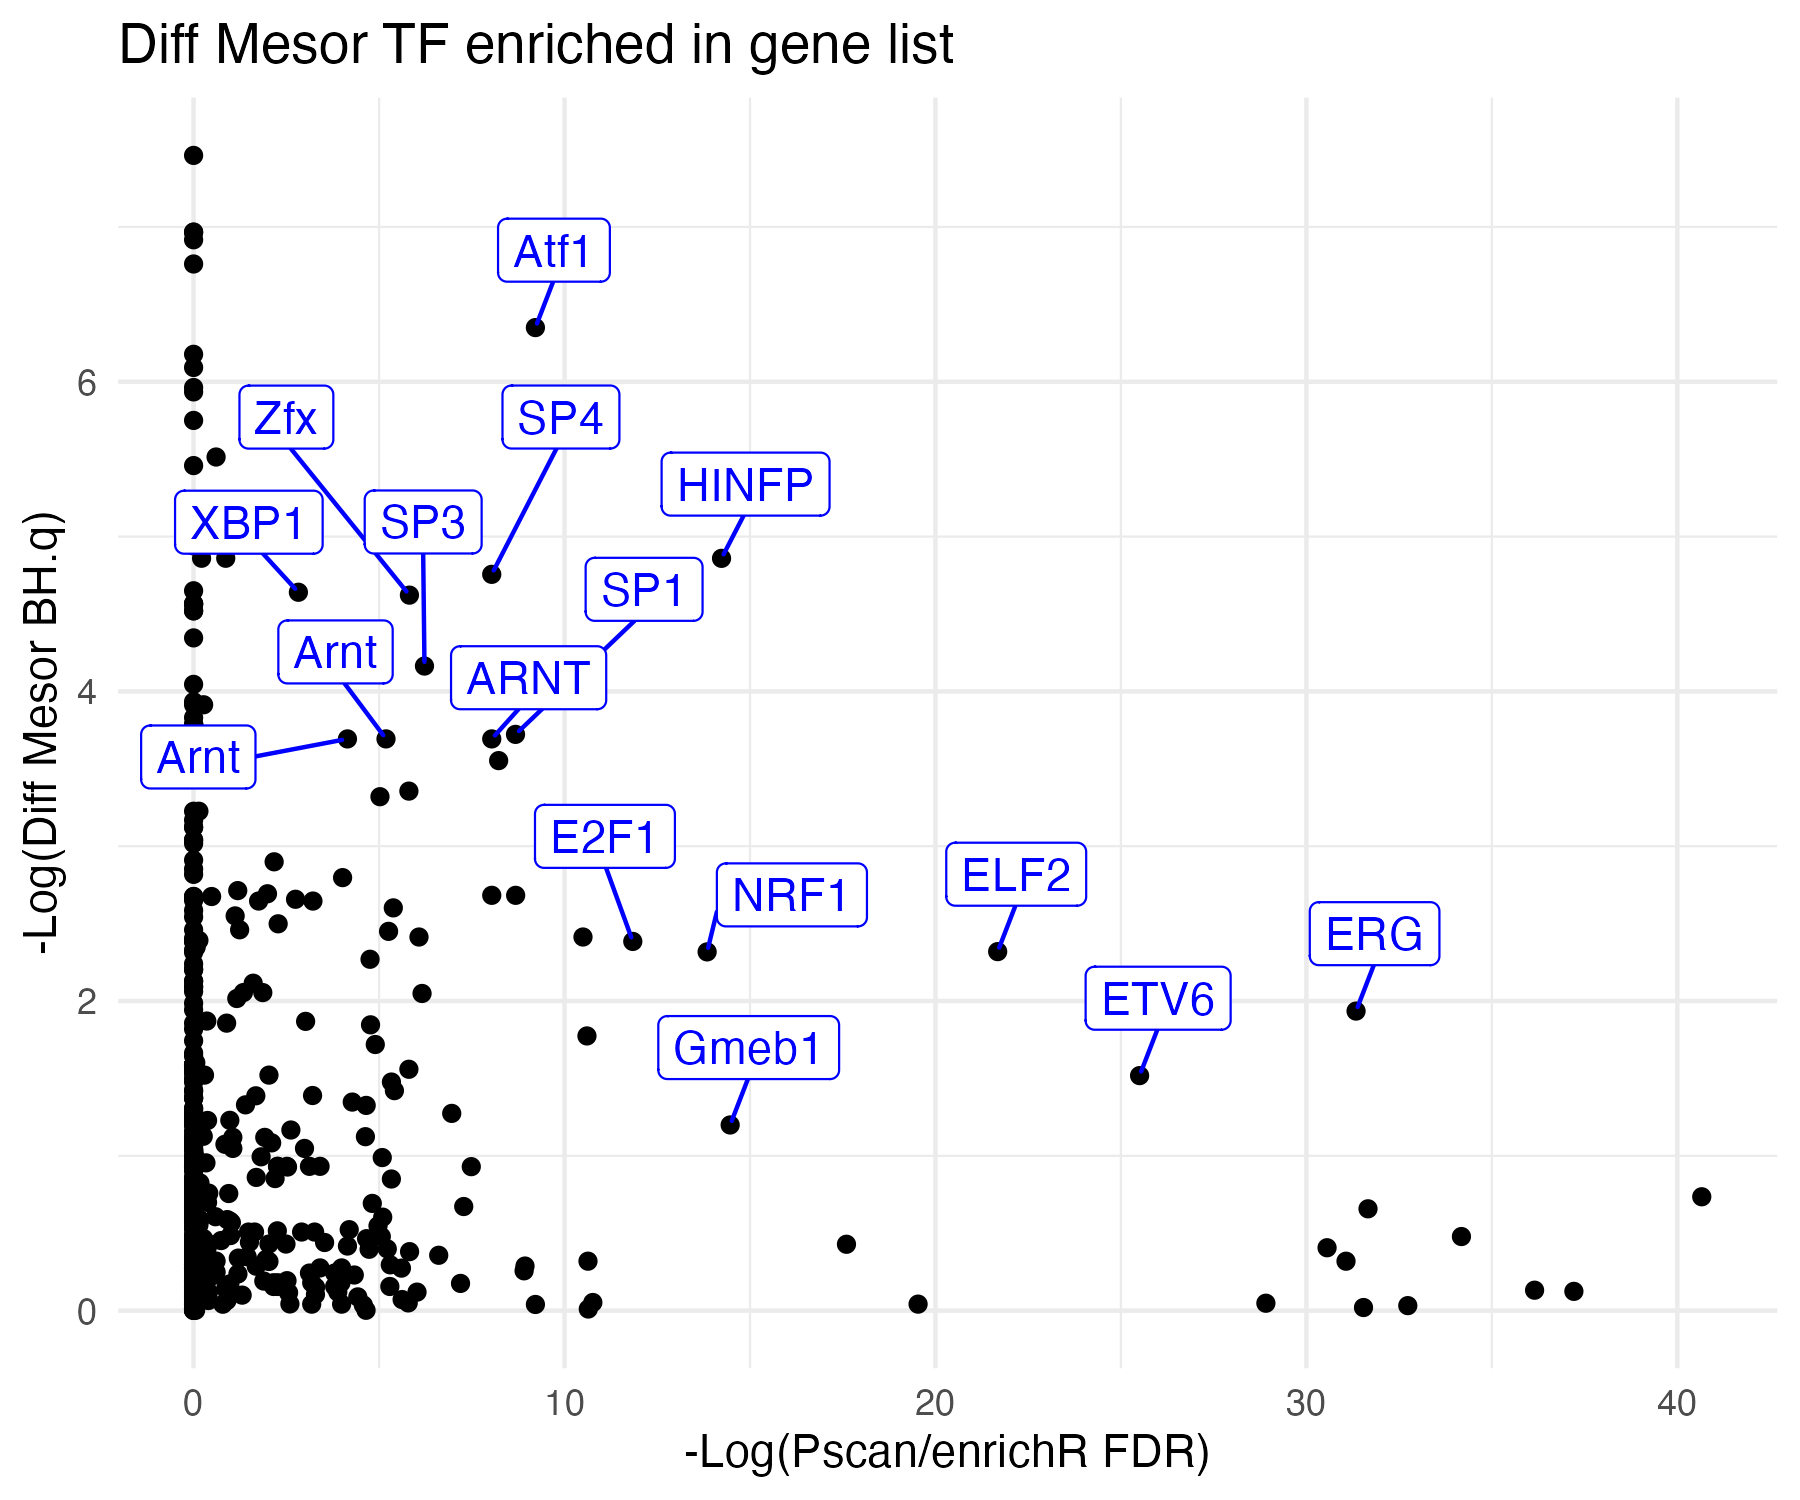 Diff Mesor TF enriched in gene list
Atf1
Zfx
SP4
HINFP
XBP1
SP3
SP1
Arnt
ARNT
Arnt
E2F1
NRF1
ELF2
ERG
ETV6
Gmeb1
6
4
2
0
-Log(Diff Mesor BH.q)
0 10 20 30 40
-Log(Pscan/enrichR FDR)